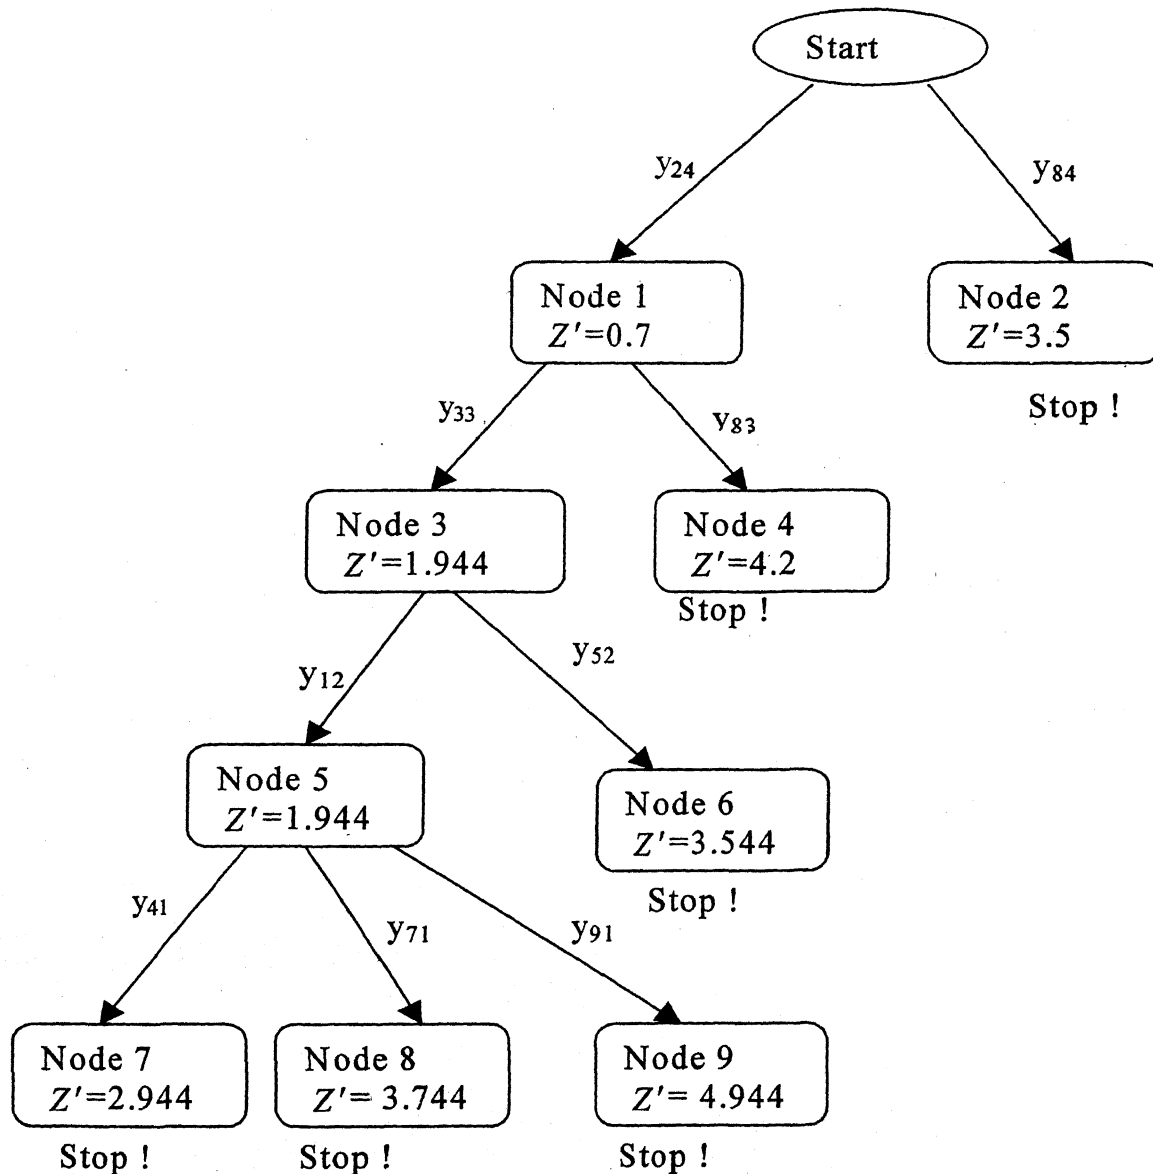 Start
y24
y84
Node 1
Z'=0.7
Node 2
Z'=3.5
Stop !
y33
y83
Node 3
Z'=1.944
Node 4
Z'=4.2
Stop !
y12
y52
Node 5
Z'=1.944
Node 6
Z'=3.544
Stop !
y41
y71
y91
Node 7
Z'=2.944
Node 8
Z'= 3.744
Node 9
Z'= 4.944
Stop !
Stop !
Stop !